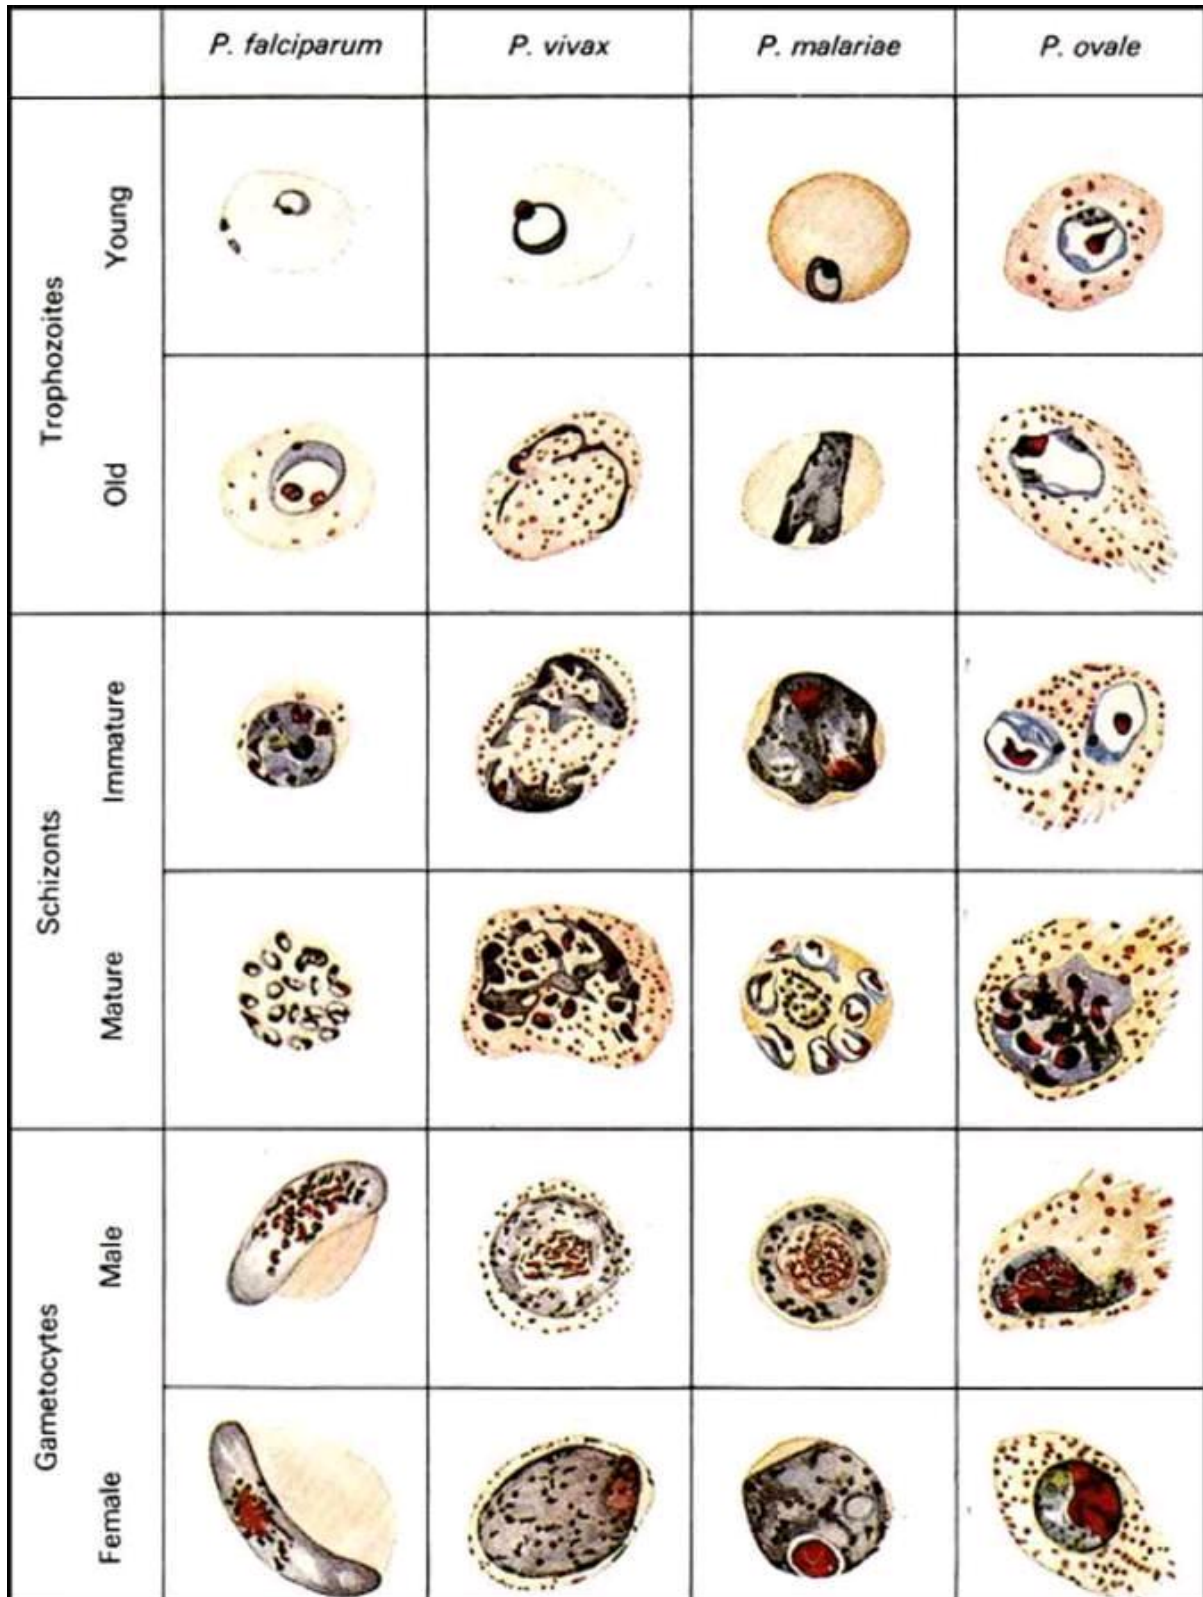 P. falciparum P. vivax P. malariae P. ovale
Trophozoites
Young
Old
Schizonts
Immature
Mature
Gametocytes
Male
Female